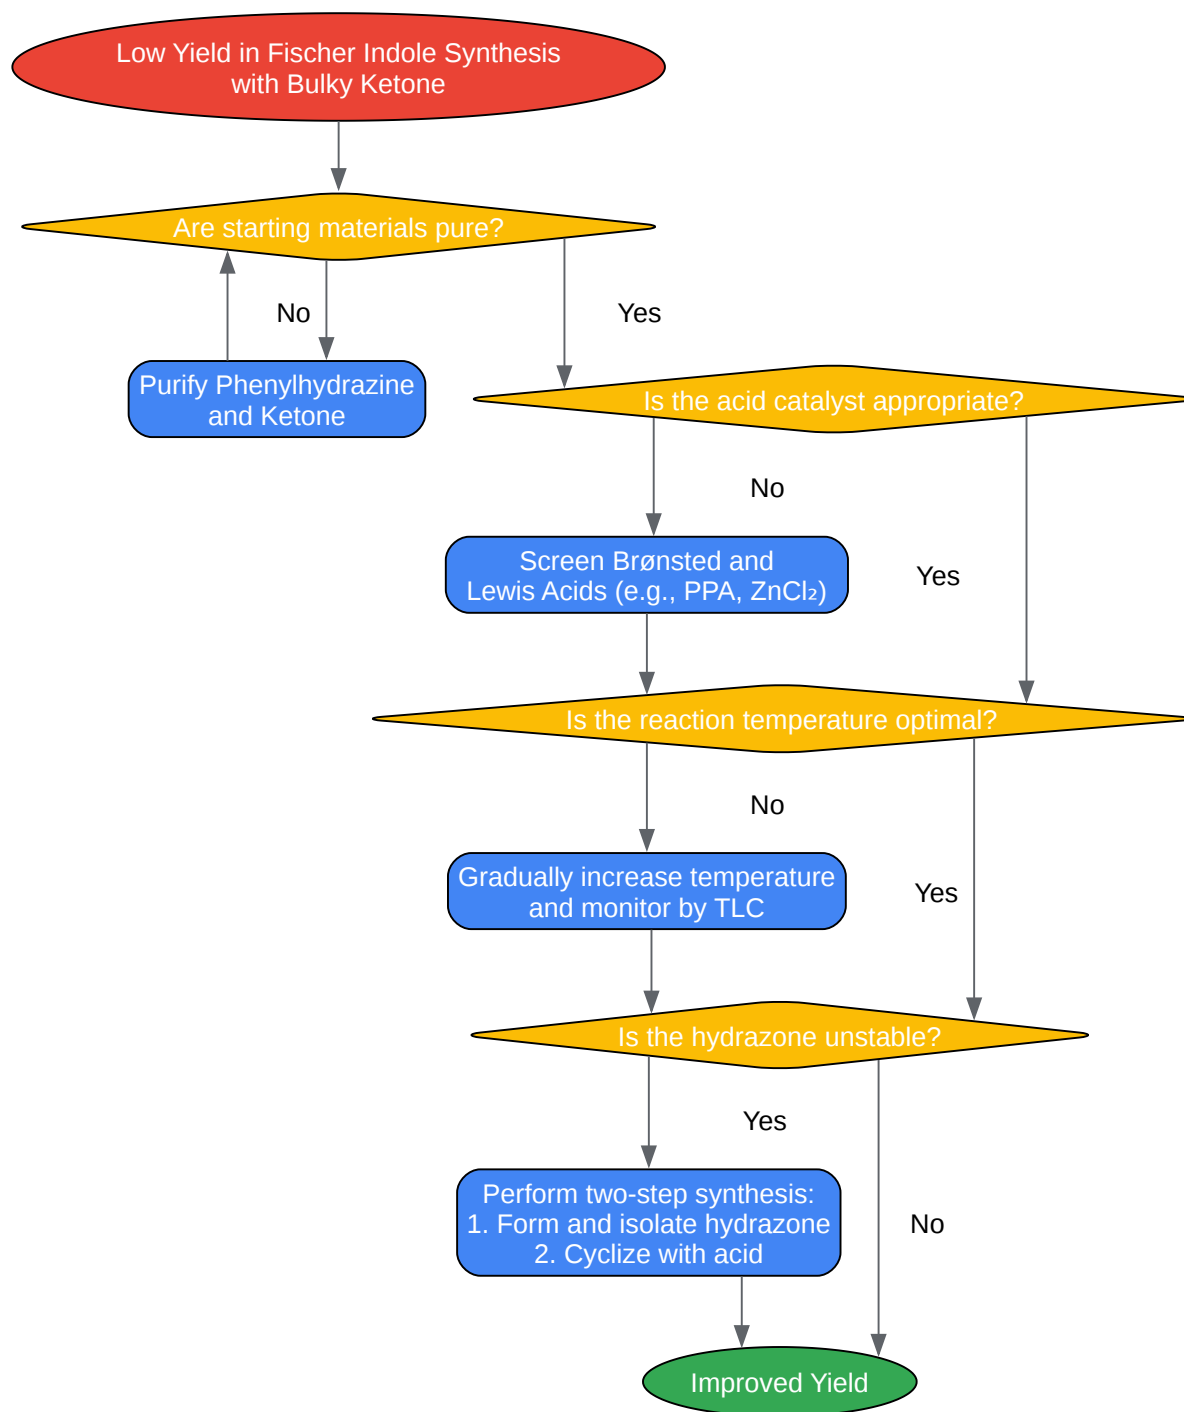 Low Yield in Fischer Indole Synthesis
with Bulky Ketone
Are starting materials pure?
No
Yes
Purify Phenylhydrazine
and Ketone
Is the acid catalyst appropriate?
No
Screen Brønsted and
Lewis Acids (e.g., PPA, ZnCl₂)
Yes
Is the reaction temperature optimal?
No
Gradually increase temperature
and monitor by TLC
Yes
Is the hydrazone unstable?
Yes
Perform two-step synthesis:
1. Form and isolate hydrazone
2. Cyclize with acid
No
Improved Yield